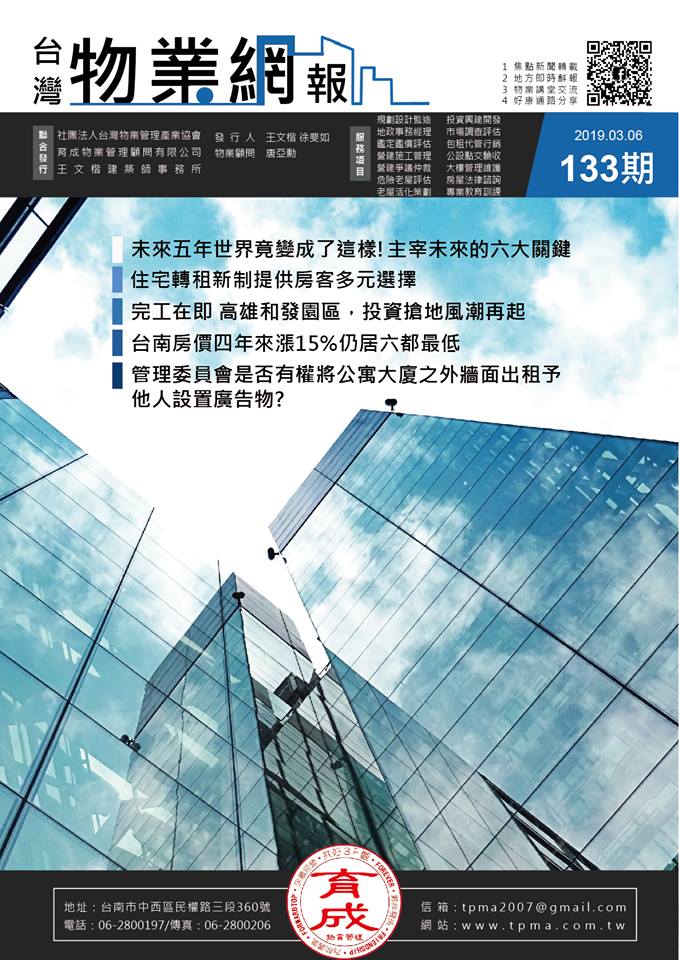 台灣
物業網報
1 焦點新聞轉載
2 地方即時鮮報
3 物業講堂交流
4 好康通路分享
聯合發行
社團法人台灣物業管理產業協會
育成物業管理顧問有限公司
王文楷建築師事務所
發行人 王文楷 徐斐如
物業顧問 唐亞勳
服務項目
規劃設計監造 投資興建開發
地政事務經理 市場調查評估
鑑定鑑價評估 包租代管行銷
營建施工管理 公設點交驗收
營建爭議仲裁 大樓管理維護
危險老屋評估 房屋法律諮詢
老屋活化策劃 專業教育訓練
2019.03.06
133期
未來五年世界竟變成了這樣!主宰未來的六大關鍵
住宅轉租新制提供房客多元選擇
完工在即 高雄和發園區，投資搶地風潮再起
台南房價四年來漲15%仍居六都最低
管理委員會是否有權將公寓大廈之外牆面出租予
他人設置廣告物?
地址：台南市中西區民權路三段360號
電話：06-2800197/傳真：06-2800206
共好3F版
FOREVER
FORWARDTOP
FRIENDSHIP
育成
物業管理
信箱：tpma2007@gmail.com
網站：www.tpma.com.tw